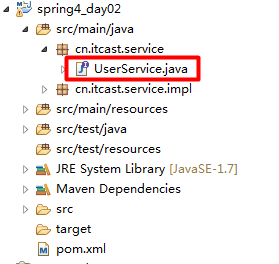 spring4_day02
src/main/java
cn.itcast.service
UserService.java
cn.itcast.service.impl
src/main/resources
src/test/java
src/test/resources
JRE System Library [JavaSE-1.7]
Maven Dependencies
src
target
pom.xml